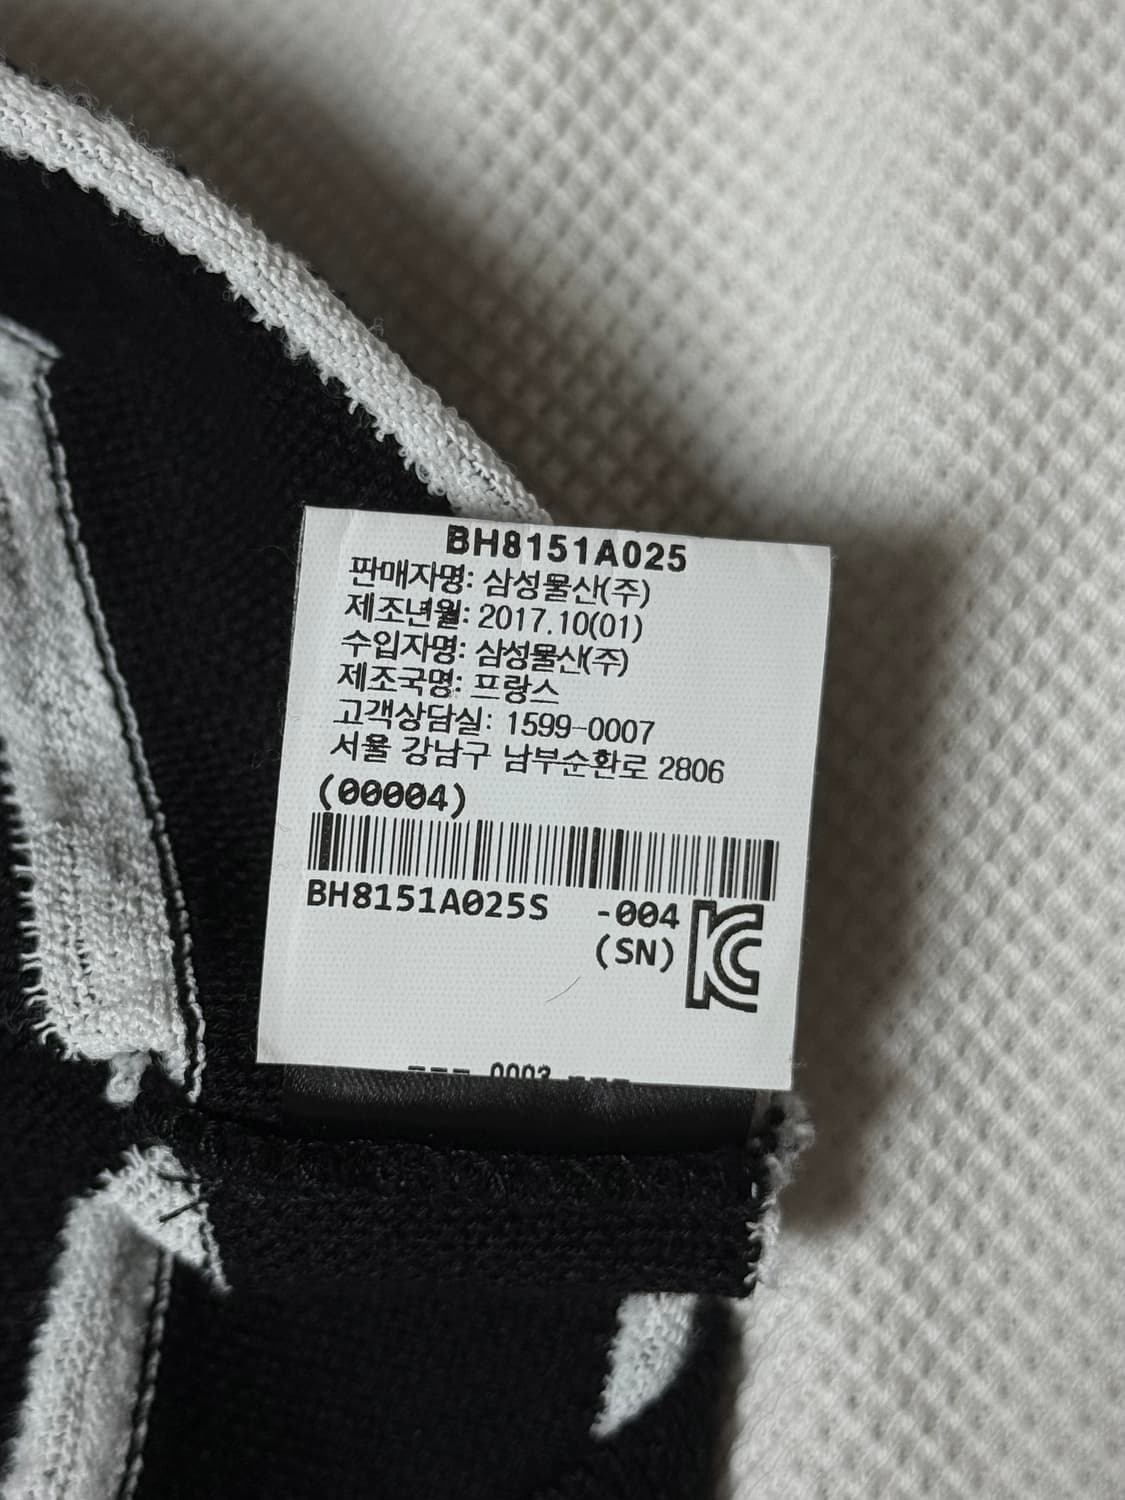 BH8151A025
판매자명: 삼성물산(주)
제조년월: 2017.10(01)
수입자명: 삼성물산(주)
제조국명: 프랑스
고객상담실: 1599-0007
서울 강남구 남부순환로 2806
(00004)
BH8151A025S -004
(SN)
KC
0003